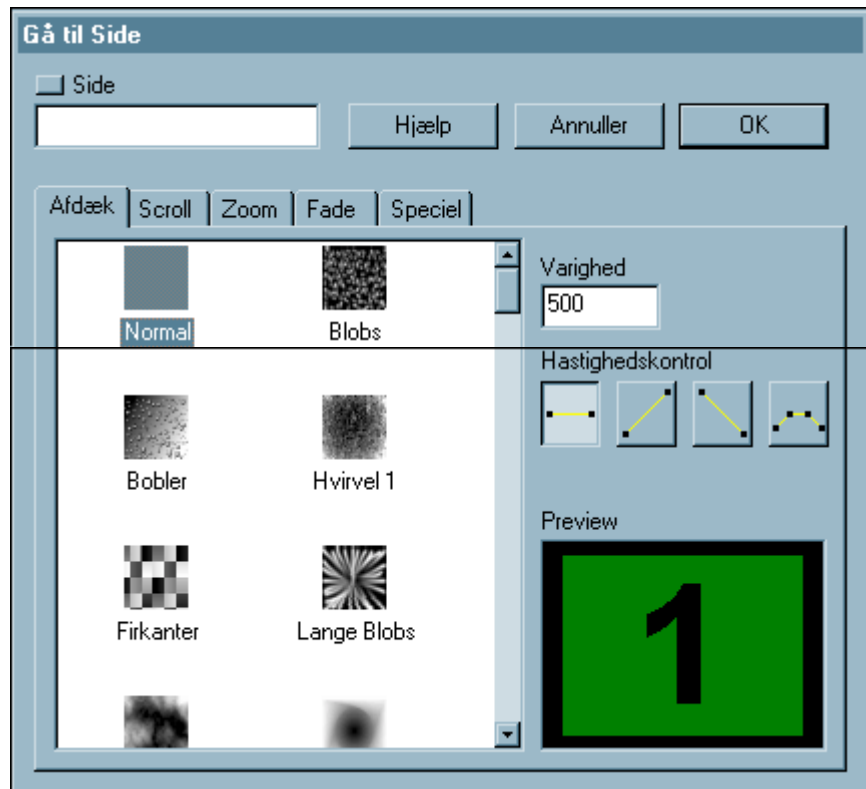 Gå til Side
Side
Hjælp
Annuller
OK
Afdæk
Scroll
Zoom
Fade
Speciel
Normal
Blobs
Bobler
Hvirvel 1
Firkanter
Lange Blobs
Varighed
500
Hastighedskontrol
Preview
1